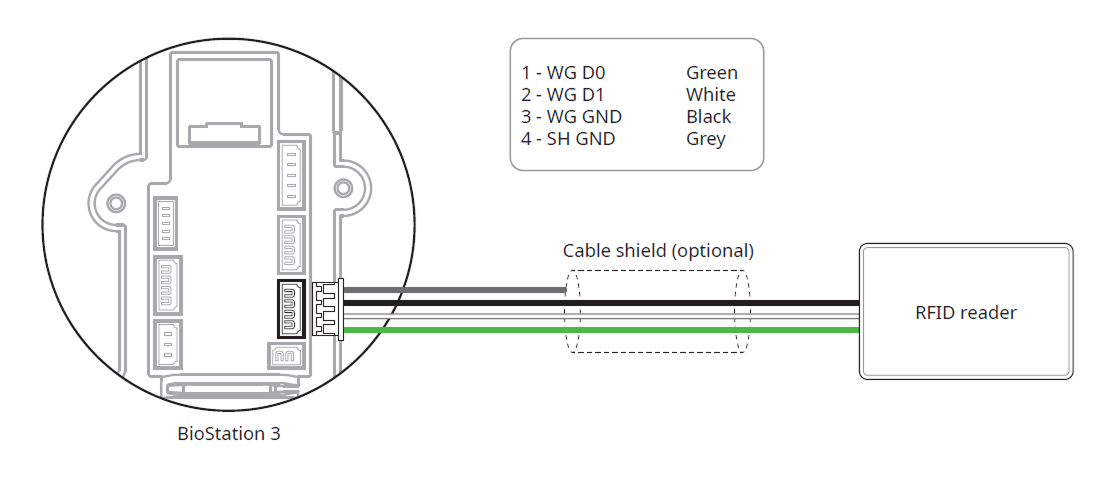 1 - WG D0 Green
2 - WG D1 White
3 - WG GND Black
4 - SH GND Grey
Cable shield (optional)
RFID reader
BioStation 3